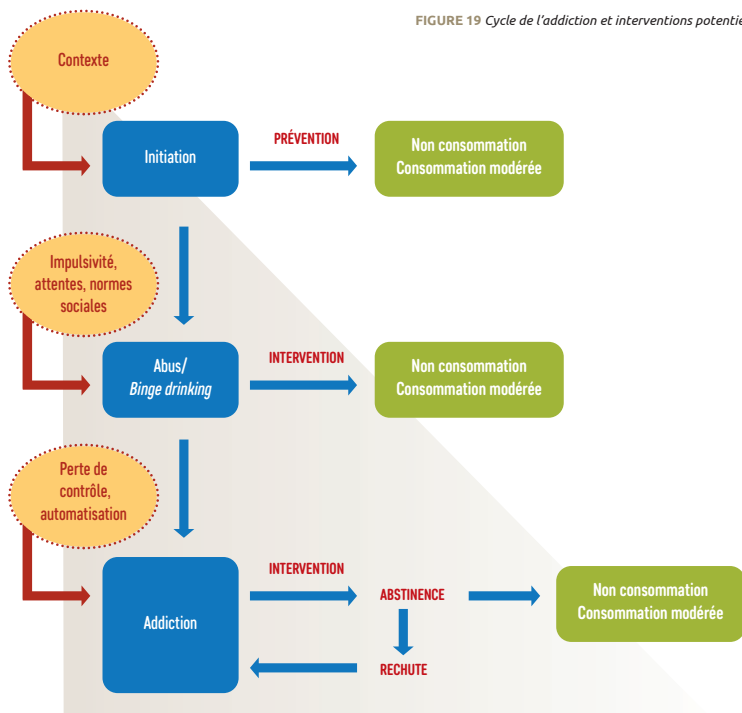 FIGURE 19 Cycle de l'addiction et interventions
Contexte
Initiation
PRÉVENTION
Non consommation
Consommation modérée
Impulsivité,
attentes, normes
sociales
Abus/
Binge drinking
INTERVENTION
Non consommation
Consommation modérée
Perte de
contrôle,
automatisation
Addiction
INTERVENTION
ABSTINENCE
RECHUTE
Non consommation
Consommation modérée